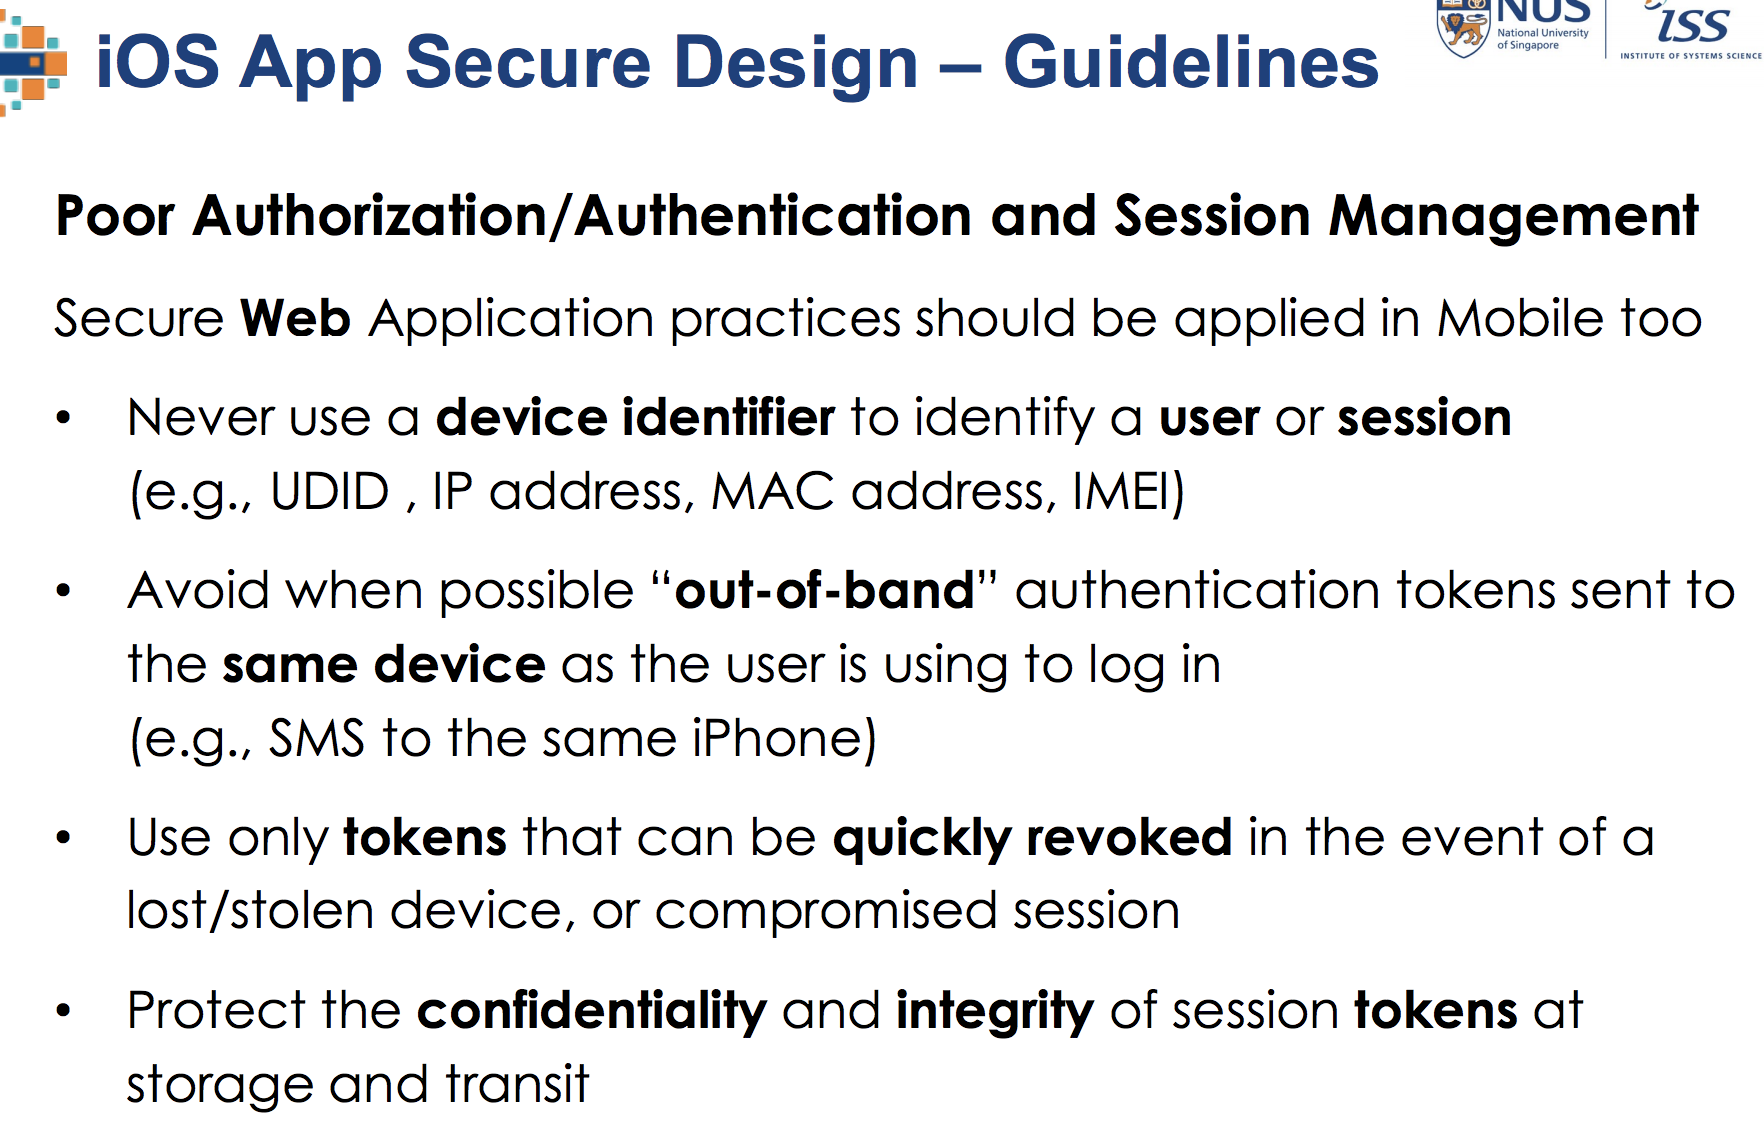 iOS App Secure Design – Guidelines
NUS
National University
of Singapore
iss
INSTITUTE OF SYSTEMS SCIENCE
Poor Authorization/Authentication and Session Management
Secure Web Application practices should be applied in Mobile too
• Never use a device identifier to identify a user or session
(e.g., UDID , IP address, MAC address, IMEI)
• Avoid when possible “out-of-band” authentication tokens sent to
the same device as the user is using to log in
(e.g., SMS to the same iPhone)
• Use only tokens that can be quickly revoked in the event of a
lost/stolen device, or compromised session
• Protect the confidentiality and integrity of session tokens at
storage and transit